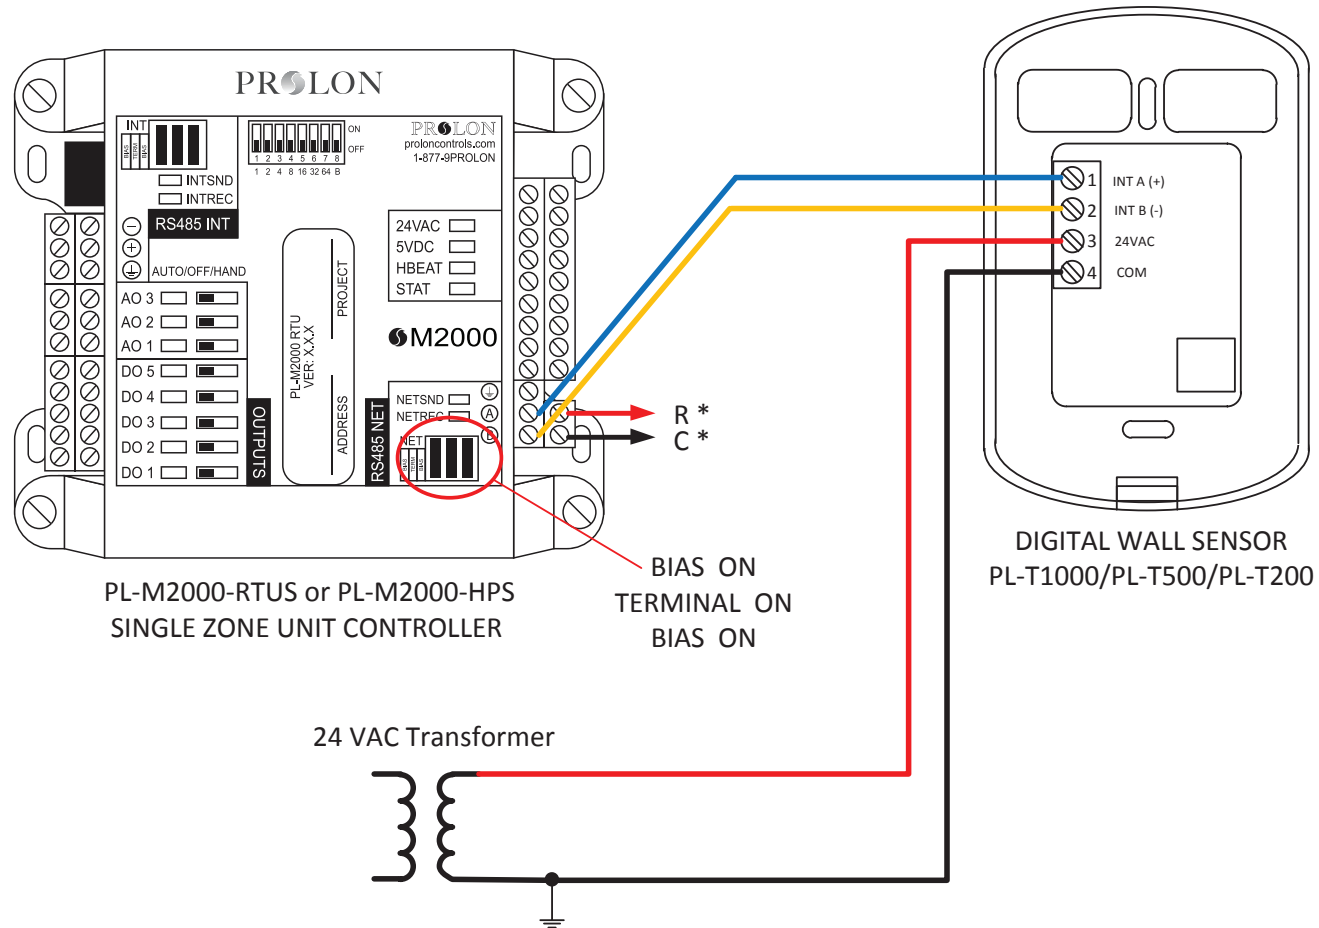 PROLON
INT
BIAS
TERM
BIAS
INTSND
INTREC
RS485 INT
ON
OFF
1 2 3 4 5 6 7 8
1 2 4 8 16 32 64 B
PROLON
proloncontrols.com
1-877-9PROLON
24VAC
5VDC
HBEAT
STAT
AUTO/OFF/HAND
AO 3
AO 2
AO 1
DO 5
DO 4
DO 3
DO 2
DO 1
OUTPUTS
PL-M2000 RTU
VER: X.X.X
PROJECT
ADDRESS
M2000
RS485 NET
NETSND
NETREC
A
B
NET
BIAS
TERM
BIAS
R *
C *
1 INT A (+)
2 INT B (-)
3 24VAC
4 COM
DIGITAL WALL SENSOR
PL-T1000/PL-T500/PL-T200
BIAS ON
TERMINAL ON
BIAS ON
PL-M2000-RTUS or PL-M2000-HPS
SINGLE ZONE UNIT CONTROLLER
24 VAC Transformer